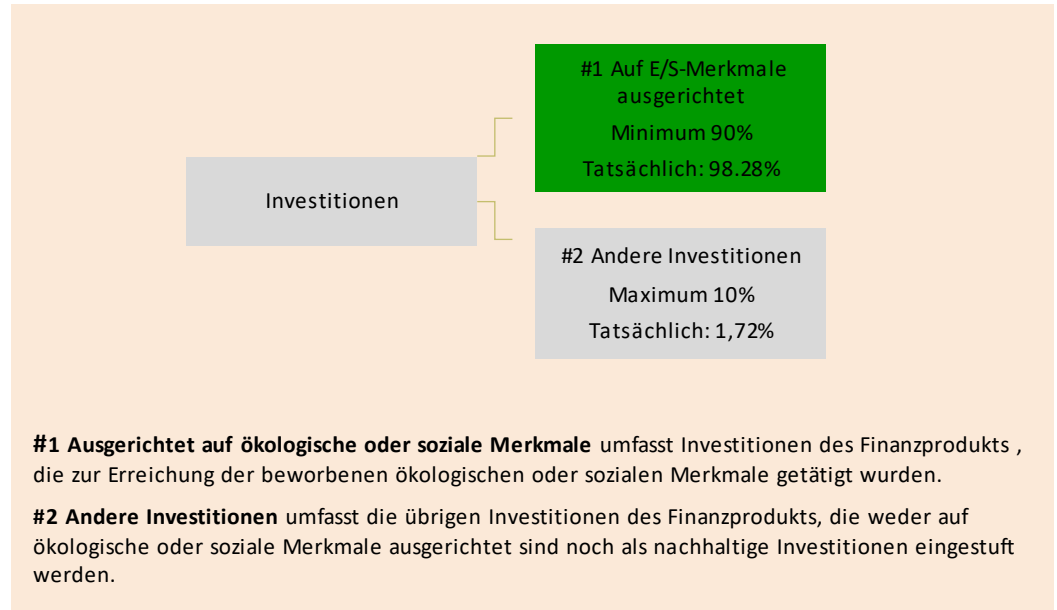 #1 Auf E/S-Merkmale
ausgerichtet
Minimum 90%
Tatsächlich: 98.28%
Investitionen
#2 Andere Investitionen
Maximum 10%
Tatsächlich: 1,72%
#1 Ausgerichtet auf ökologische oder soziale Merkmale umfasst Investitionen des Finanzprodukts ,
die zur Erreichung der beworbenen ökologischen oder sozialen Merkmale getätigt wurden.
#2 Andere Investitionen umfasst die übrigen Investitionen des Finanzprodukts, die weder auf
ökologische oder soziale Merkmale ausgerichtet sind noch als nachhaltige Investitionen eingestuft
werden.